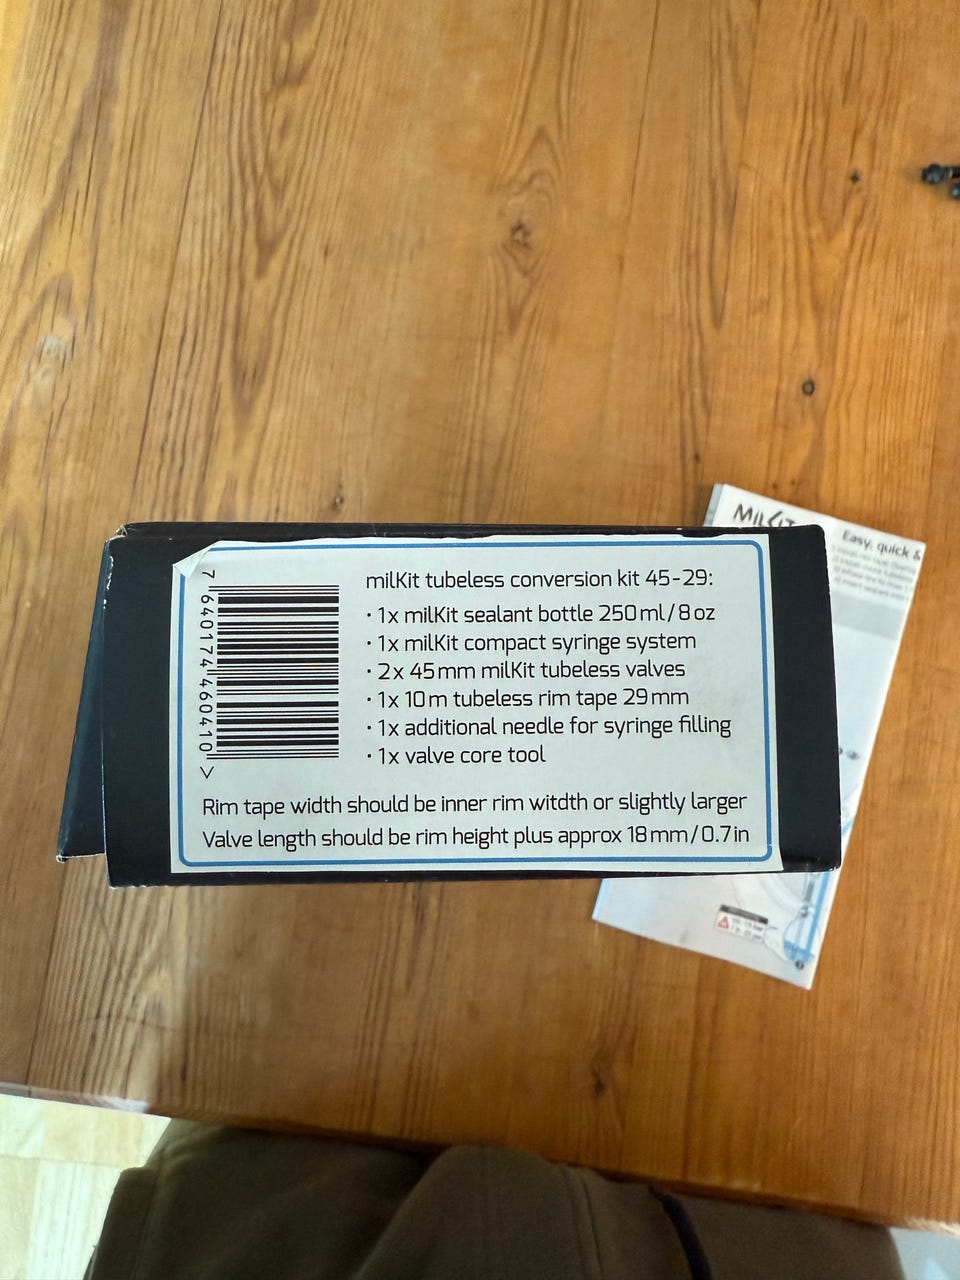 milKit tubeless conversion kit 45-29:
· 1x milKit sealant bottle 250ml/8oz
· 1x milKit compact syringe system
· 2x 45mm milKit tubeless valves
· 1x 10m tubeless rim tape 29mm
· 1x additional needle for syringe filling
· 1x valve core tool
Rim tape width should be inner rim witdth or slightly larger
Valve length should be rim height plus approx 18mm/0.7in
7 640174 460410 >
MILKIT
Easy, quick &